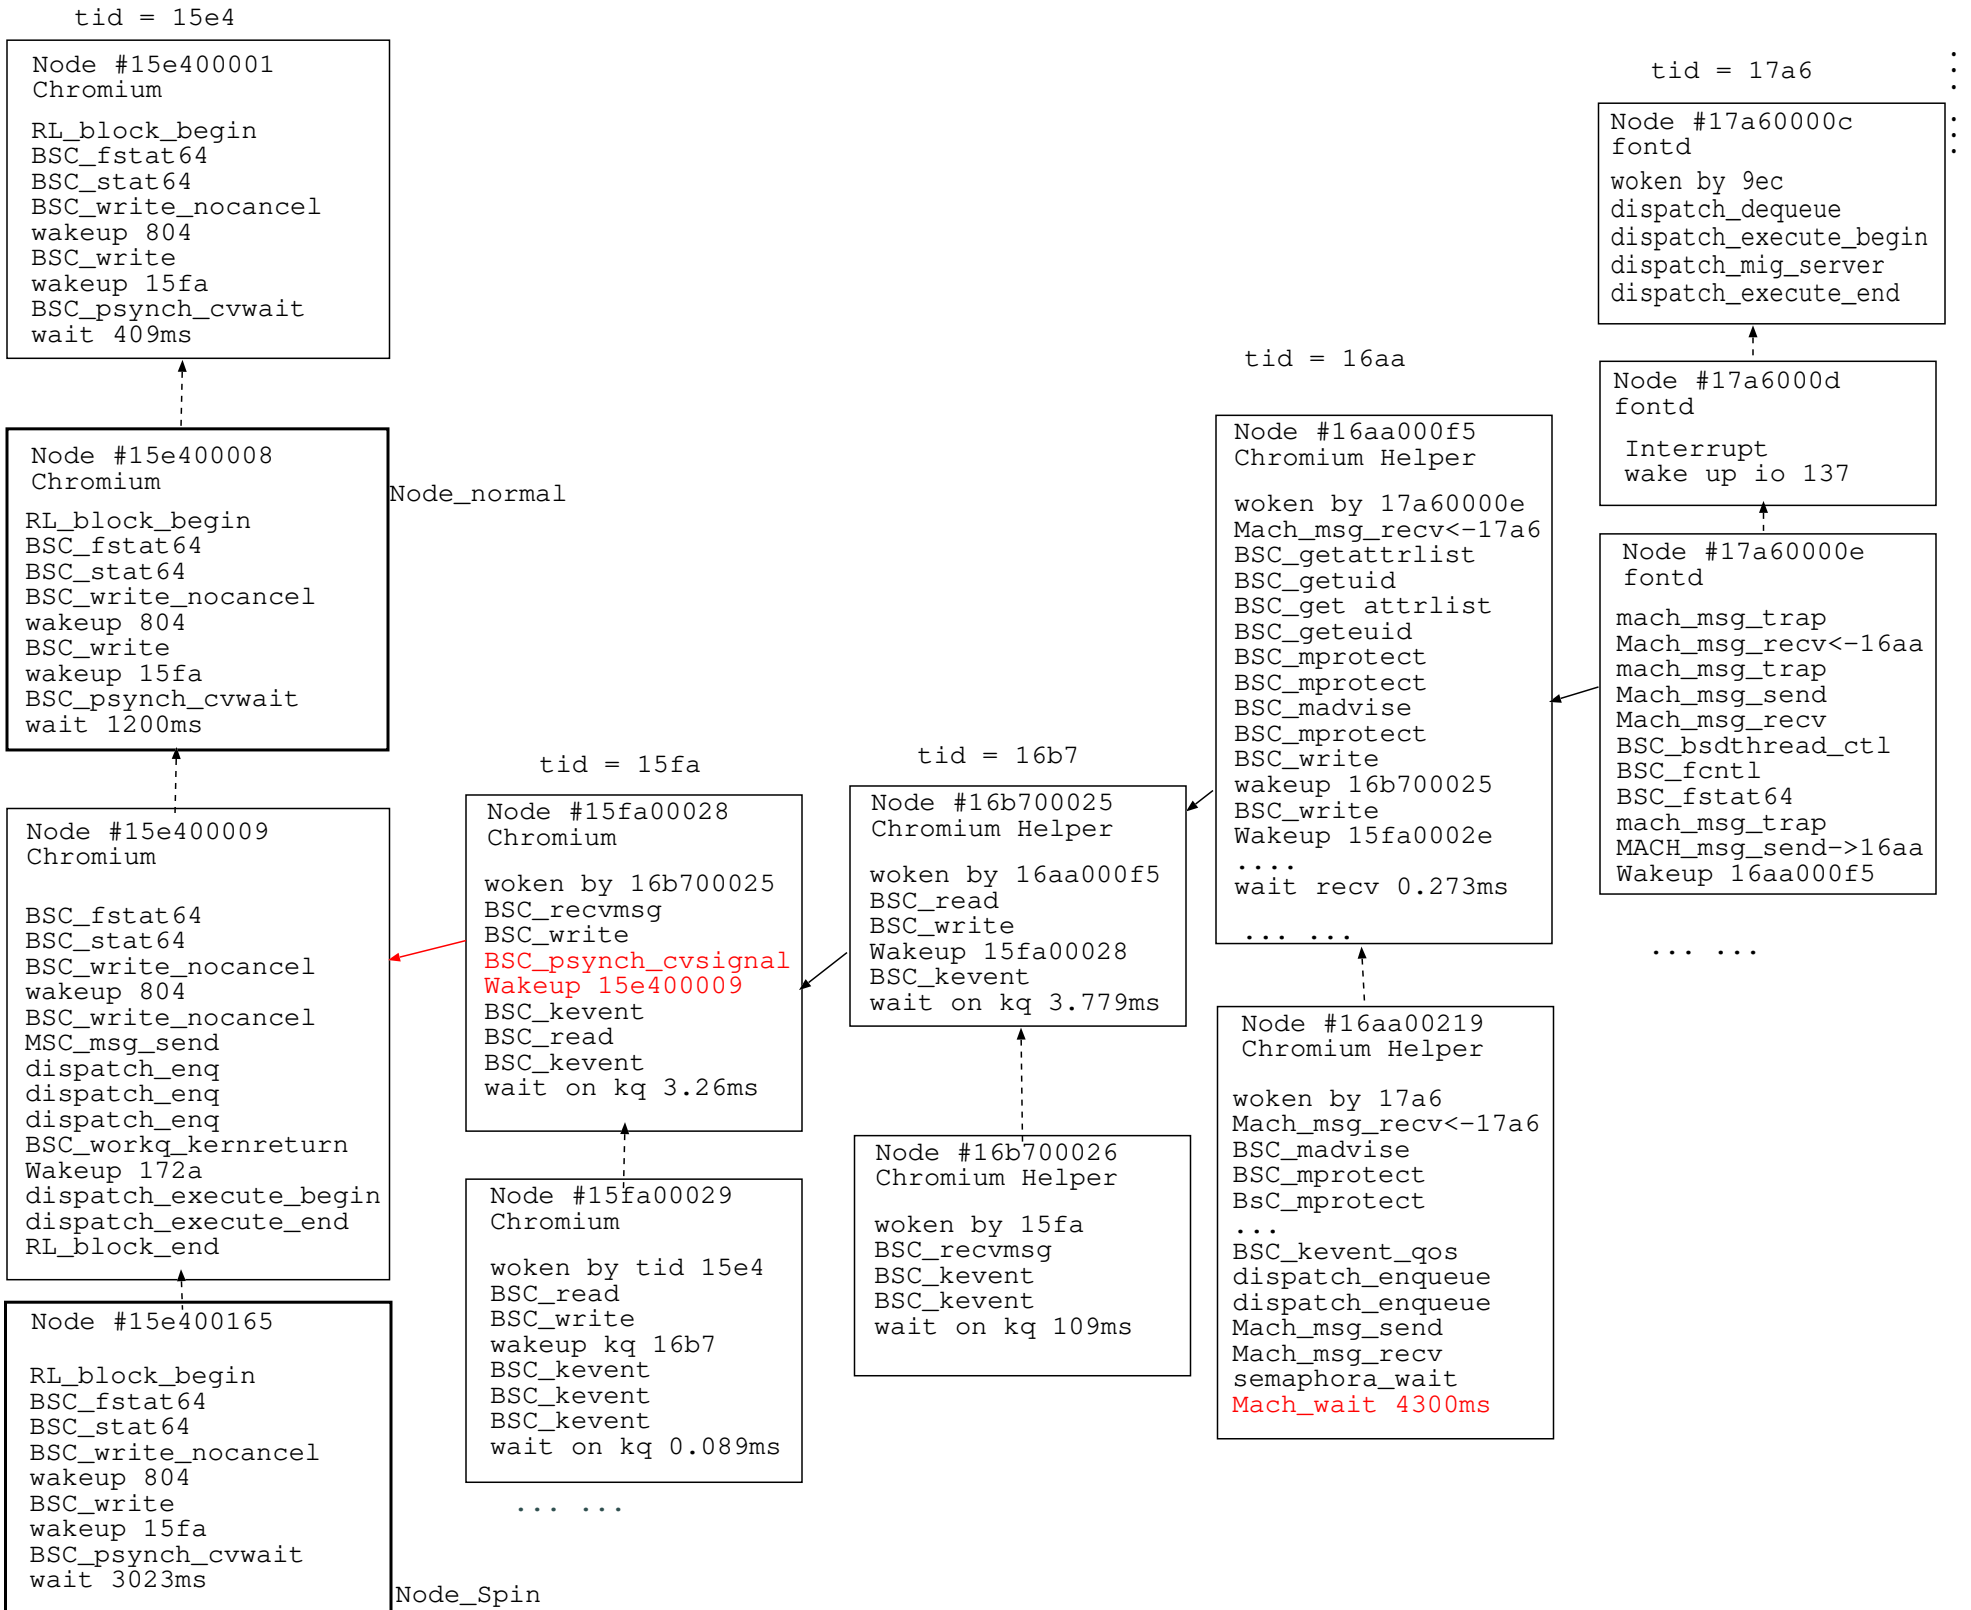 tid = 15e4
Node #15e400001
Chromium
RL_block_begin
BSC_fstat64
BSC_stat64
BSC_write_nocancel
wakeup 804
BSC_write
wakeup 15fa
BSC_psynch_cvwait
wait 409ms
Node #15e400008
Chromium
RL_block_begin
BSC_fstat64
BSC_stat64
BSC_write_nocancel
wakeup 804
BSC_write
wakeup 15fa
BSC_psynch_cvwait
wait 1200ms
Node_normal
Node #15e400009
Chromium
BSC_fstat64
BSC_stat64
BSC_write_nocancel
wakeup 804
BSC_write_nocancel
MSC_msg_send
dispatch_enq
dispatch_enq
dispatch_enq
BSC_workq_kernreturn
Wakeup 172a
dispatch_execute_begin
dispatch_execute_end
RL_block_end
Node #15e400165
RL_block_begin
BSC_fstat64
BSC_stat64
BSC_write_nocancel
wakeup 804
BSC_write
wakeup 15fa
BSC_psynch_cvwait
wait 3023ms
Node_Spin
tid = 15fa
Node #15fa00028
Chromium
woken by 16b700025
BSC_recvmsg
BSC_write
BSC_psynch_cvsignal
Wakeup 15e400009
BSC_kevent
BSC_read
BSC_kevent
wait on kq 3.26ms
Node #15fa00029
Chromium
woken by tid 15e4
BSC_read
BSC_write
wakeup kq 16b7
BSC_kevent
BSC_kevent
BSC_kevent
wait on kq 0.089ms
... ...
tid = 16b7
Node #16b700025
Chromium Helper
woken by 16aa000f5
BSC_read
BSC_write
Wakeup 15fa00028
BSC_kevent
wait on kq 3.779ms
Node #16b700026
Chromium Helper
woken by 15fa
BSC_recvmsg
BSC_kevent
BSC_kevent
wait on kq 109ms
tid = 16aa
Node #16aa000f5
Chromium Helper
woken by 17a60000e
Mach_msg_recv<-17a6
BSC_getattrlist
BSC_getuid
BSC_get attrlist
BSC_geteuid
BSC_mprotect
BSC_mprotect
BSC_madvise
BSC_mprotect
BSC_write
wakeup 16b700025
BSC_write
Wakeup 15fa0002e
....
wait recv 0.273ms
... ...
Node #16aa00219
Chromium Helper
woken by 17a6
Mach_msg_recv<-17a6
BSC_madvise
BSC_mprotect
BsC_mprotect
...
BSC_kevent_qos
dispatch_enqueue
dispatch_enqueue
Mach_msg_send
Mach_msg_recv
semaphora_wait
Mach_wait 4300ms
tid = 17a6
Node #17a60000c
fontd
woken by 9ec
dispatch_dequeue
dispatch_execute_begin
dispatch_mig_server
dispatch_execute_end
Node #17a6000d
fontd
Interrupt
wake up io 137
Node #17a60000e
fontd
mach_msg_trap
Mach_msg_recv<-16aa
mach_msg_trap
Mach_msg_send
Mach_msg_recv
BSC_bsdthread_ctl
BSC_fcntl
BSC_fstat64
mach_msg_trap
MACH_msg_send->16aa
Wakeup 16aa000f5
... ...
... ...